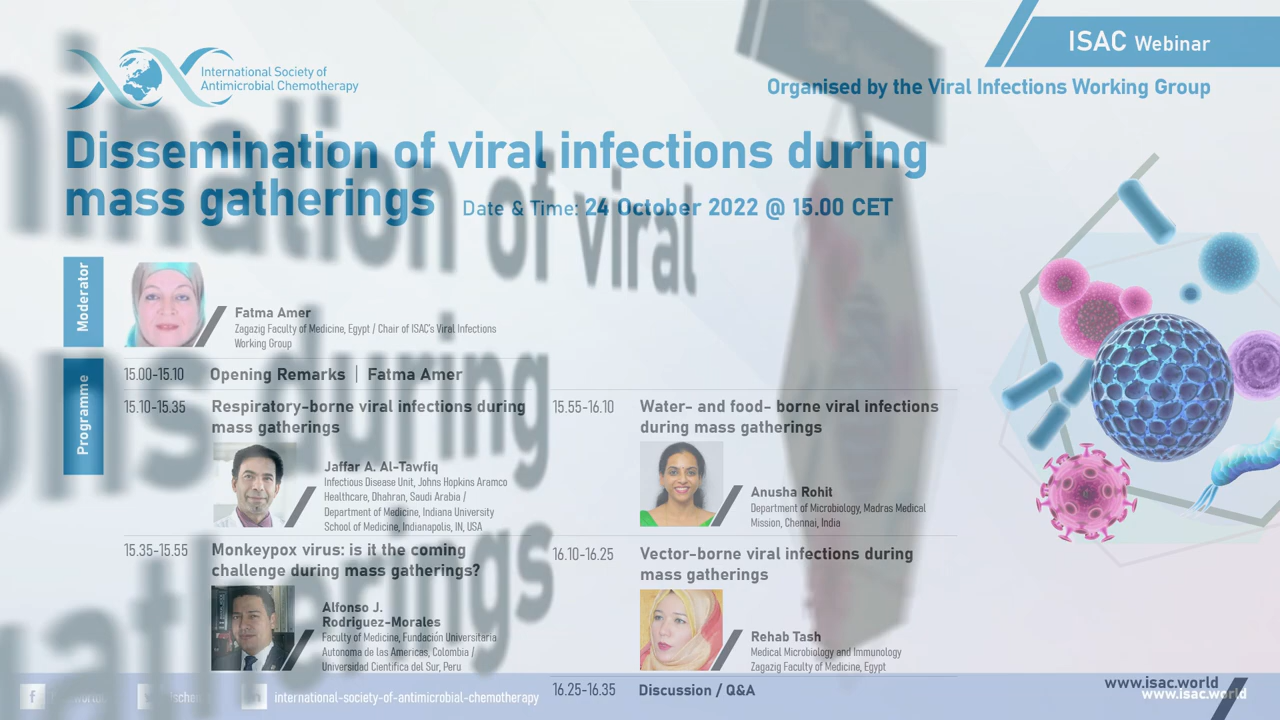 International Society of
Antimicrobial Chemotherapy
ISAC Webinar
Organised by the Viral Infections Working Group
Dissemination of viral infections during
mass gatherings
Date & Time: 24 October 2022 @ 15.00 CET
Moderator
Fatma Amer
Zagazig Faculty of Medicine, Egypt / Chair of ISAC's Viral Infections
Working Group
Programme
15.00-15.10 Opening Remarks | Fatma Amer
15.10-15.35 Respiratory-borne viral infections during
mass gatherings
Jaffar A. Al-Tawfiq
Infectious Disease Unit, Johns Hopkins Aramco
Healthcare, Dhahran, Saudi Arabia /
Department of Medicine, Indiana University
School of Medicine, Indianapolis, IN, USA
15.35-15.55 Monkeypox virus: is it the coming
challenge during mass gatherings?
Alfonso J.
Rodriguez-Morales
Faculty of Medicine, Fundación Universitaria
Autonoma de las Americas, Colombia /
Universidad Cientifica del Sur, Peru
15.55-16.10 Water- and food- borne viral infections
during mass gatherings
Anusha Rohit
Department of Microbiology, Madras Medical
Mission, Chennai, India
16.10-16.25 Vector-borne viral infections during
mass gatherings
Rehab Tash
Medical Microbiology and Immunology
Zagazig Faculty of Medicine, Egypt
16.25-16.35 Discussion / Q&A
international-society-of-antimicrobial-chemotherapy
www.isac.world
www.isac.world
of viral
during